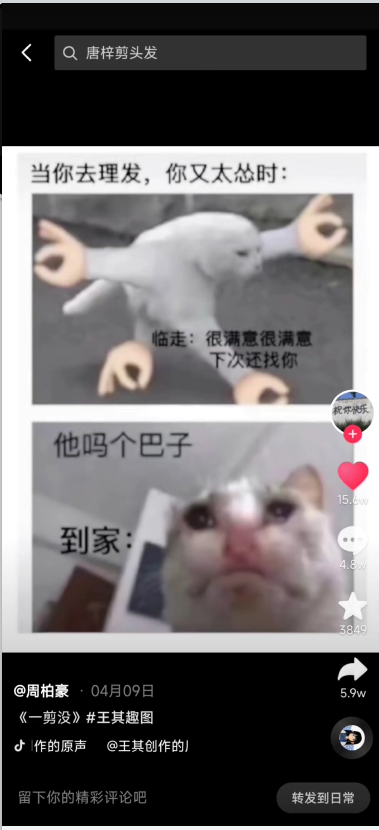 唐梓剪头发
当你去理发，你又太怂时：
临走：很满意很满意
下次还找你
他吗个巴子
到家：
祝你快乐
15.6w
4.8w
3849
5.9w
@周柏豪 · 04月09日
《一剪没》#王其趣图
作的原声 @王其创作的
留下你的精彩评论吧
转发到日常